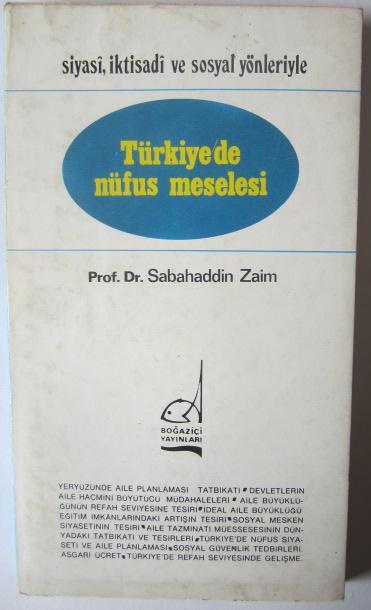 siyasî, iktisadî ve sosyal yönleriyle
Türkiye'de
nüfus meselesi
Prof. Dr. Sabahaddin Zaim
BOĞAZİÇİ
YAYINLARI
YERYÜZÜNDE AİLE PLANLAMASI TATBİKATI • DEVLETLERİN
AİLE HACMİNİ BÜYÜTÜCÜ MÜDAHALELERİ • AİLE BÜYÜKLÜ-
ĞÜNÜN REFAH SEVİYESİNE TESİRİ • İDEAL AİLE BÜYÜKLÜĞÜ
EĞİTİM İMKANLARINDAKİ ARTIŞIN TESİRİ • SOSYAL MESKEN
SİYASETİNİN TESİRİ • AİLE TAZMİNATI MÜESSESESİNİN DÜN-
YADAKİ TATBİKATI VE TESİRLERİ • TÜRKİYE'DE NÜFUS SİYA-
SETİ VE AİLE PLANLAMASI • SOSYAL GÜVENLİK TEDBİRLERİ.
ASGARİ ÜCRET • TÜRKİYE'DE REFAH SEVİYESİNDE GELİŞME.